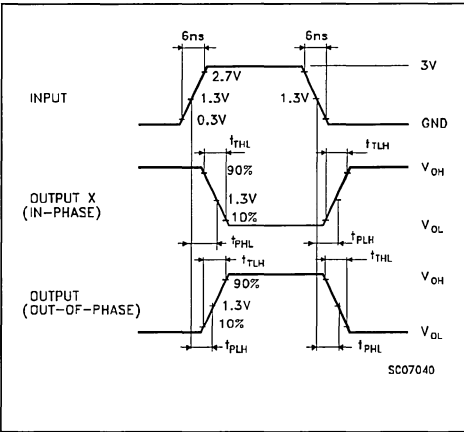 6ns
6ns
2.7V
3V
INPUT
1.3V
1.3V
0.3V
GND
tTHL
tTLH
90%
VOH
OUTPUT X
(IN-PHASE)
1.3V
10%
VOL
tPHL
tPLH
tTLH
tTHL
90%
VOH
OUTPUT
(OUT-OF-PHASE)
1.3V
10%
VOL
tPLH
tPHL
SC07040